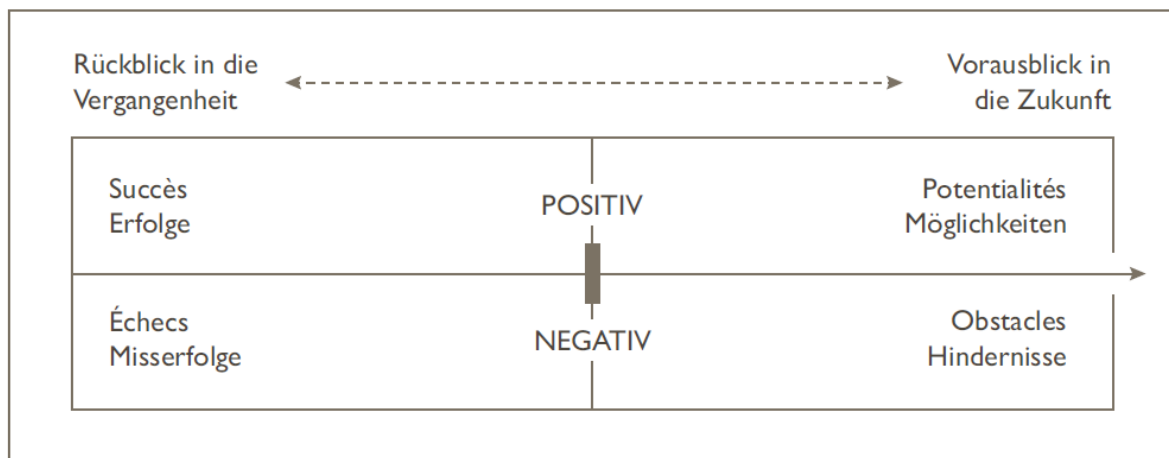 Rückblick in die
Vergangenheit
Vorausblick in
die Zukunft
Succès
Erfolge
POSITIV
Potentialités
Möglichkeiten
Échecs
Misserfolge
NEGATIV
Obstacles
Hindernisse